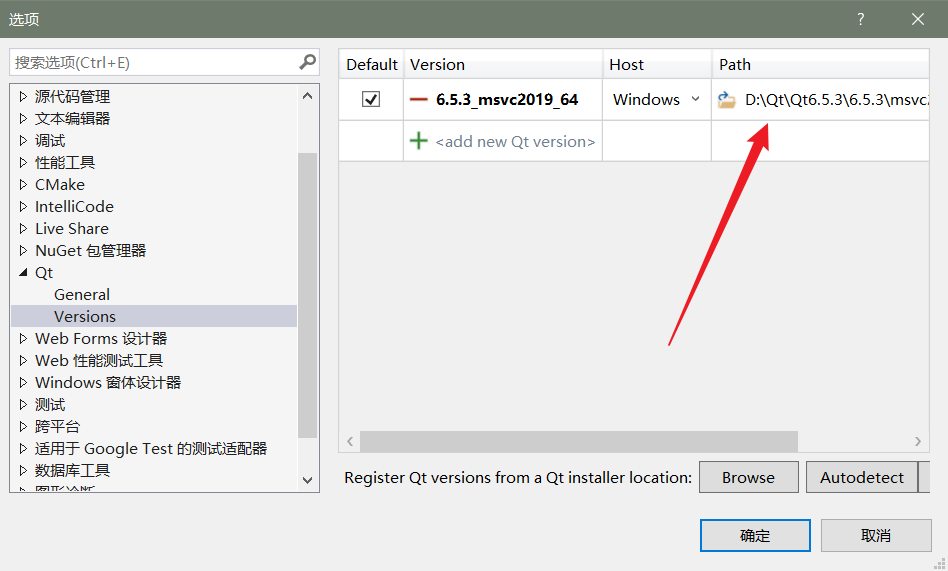 选项
搜索选项(Ctrl+E)
源代码管理
文本编辑器
调试
性能工具
CMake
IntelliCode
Live Share
NuGet 包管理器
Qt
General
Versions
Web Forms 设计器
Web 性能测试工具
Windows 窗体设计器
测试
跨平台
适用于 Google Test 的测试适配器
数据库工具
图形诊断
Default Version Host Path
6.5.3_msvc2019_64 Windows D:\Qt\Qt6.5.3\6.5.3\msvc2
<add new Qt version>
Register Qt versions from a Qt installer location: Browse Autodetect
确定 取消